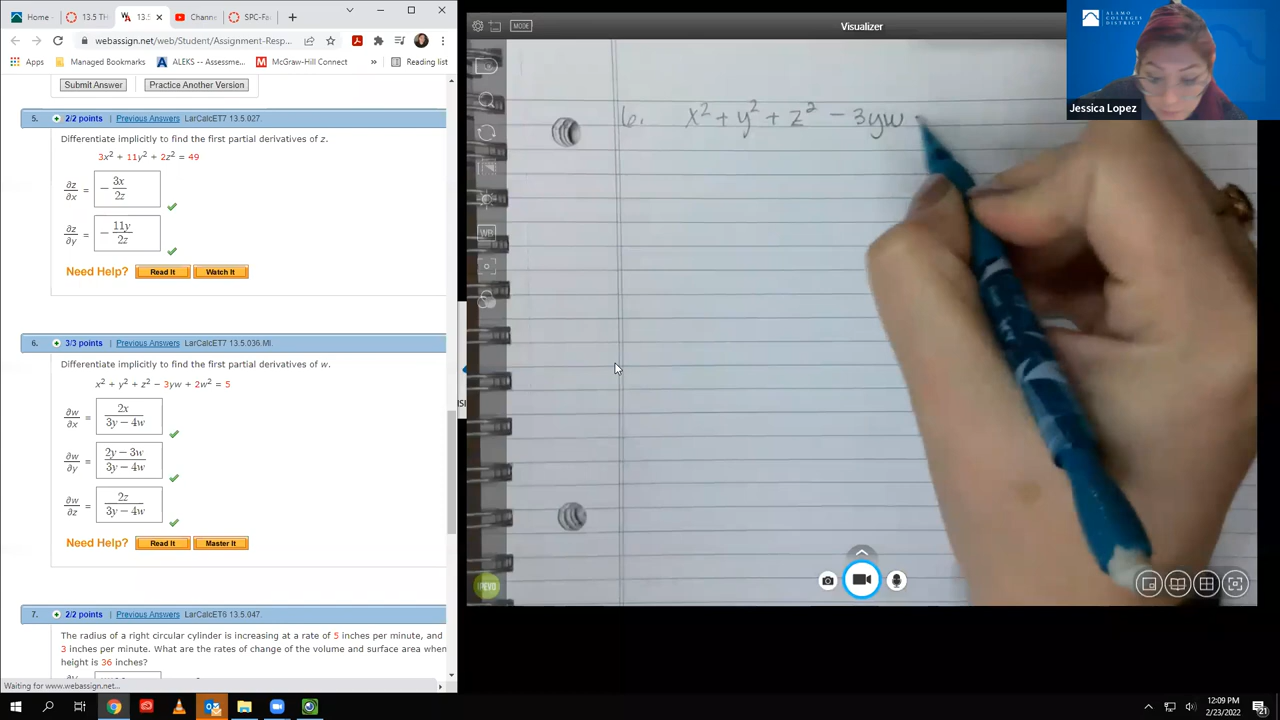 Home -
13.5 TH
13.5
Chann
SPC-Fa
webassign.net/web/Student/Assignment-Resp...
Apps
Managed Bookmarks
ALEKS -- Assessme...
McGraw-Hill Connect
»
Reading list
Submit Answer
Practice Another Version
5.
2/2 points
Previous Answers
LarCalcET7 13.5.027.
Differentiate implicitly to find the first partial derivatives of z.
3x² + 11y² + 2z² = 49
∂z/∂x = -3x/2z
∂z/∂y = -11y/2z
Need Help?
Read It
Watch It
6.
3/3 points
Previous Answers
LarCalcET7 13.5.036.MI.
Differentiate implicitly to find the first partial derivatives of w.
x² + y² + z² − 3yw + 2w² = 5
∂w/∂x = 2x/3y − 4w
∂w/∂y = 2y − 3w/3y − 4w
∂w/∂z = 2z/3y − 4w
Need Help?
Read It
Master It
7.
2/2 points
Previous Answers
LarCalcET6 13.5.047.
The radius of a right circular cylinder is increasing at a rate of 5 inches per minute, and
3 inches per minute. What are the rates of change of the volume and surface area when
height is 36 inches?
Waiting for www.webassign.net...
MODE
Visualizer
6. x² + y² + z² − 3yw
WB
IPEVO
ALAMO
COLLEGES
DISTRICT
Jessica Lopez
12:09 PM
2/23/2022
21